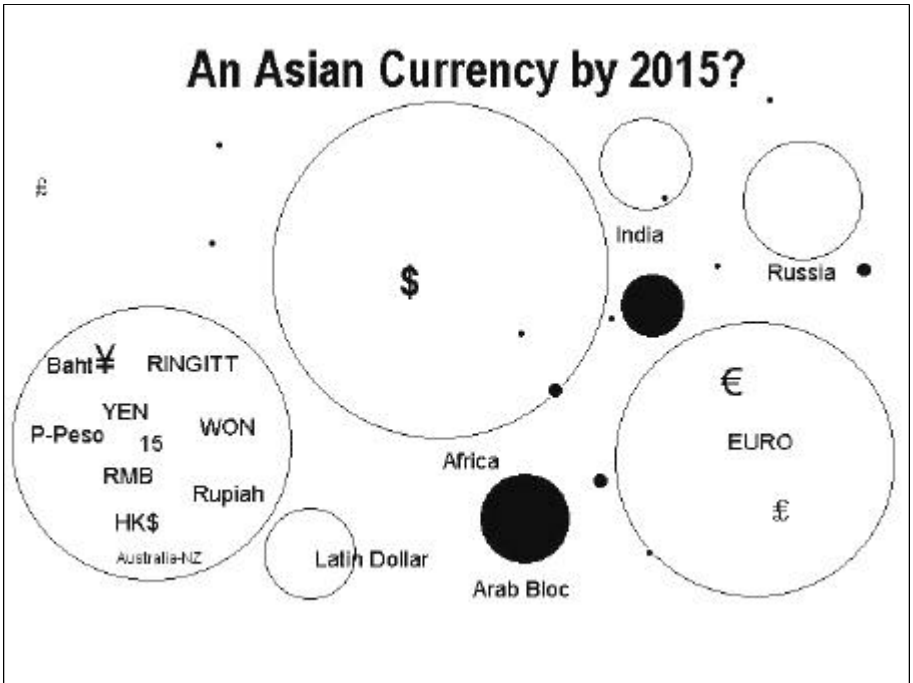 An Asian Currency by 2015?
£
$
India
Russia
Baht ¥ RINGITT
YEN
P-Peso 15 WON
RMB
Rupiah
HK$
Australia-NZ
Latin Dollar
Africa
Arab Bloc
€
EURO
£